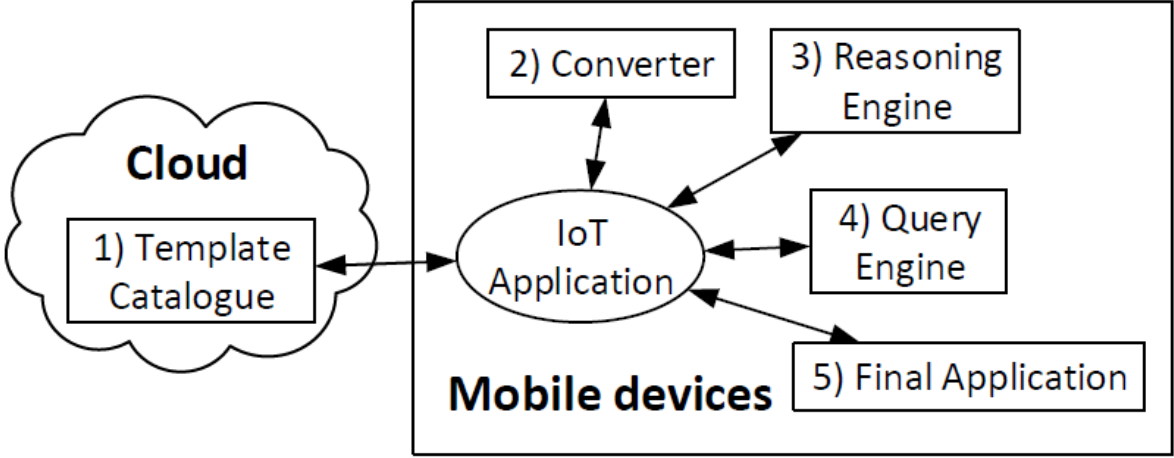 Cloud
1) Template
Catalogue
2) Converter
3) Reasoning
Engine
IoT
Application
4) Query
Engine
5) Final Application
Mobile devices